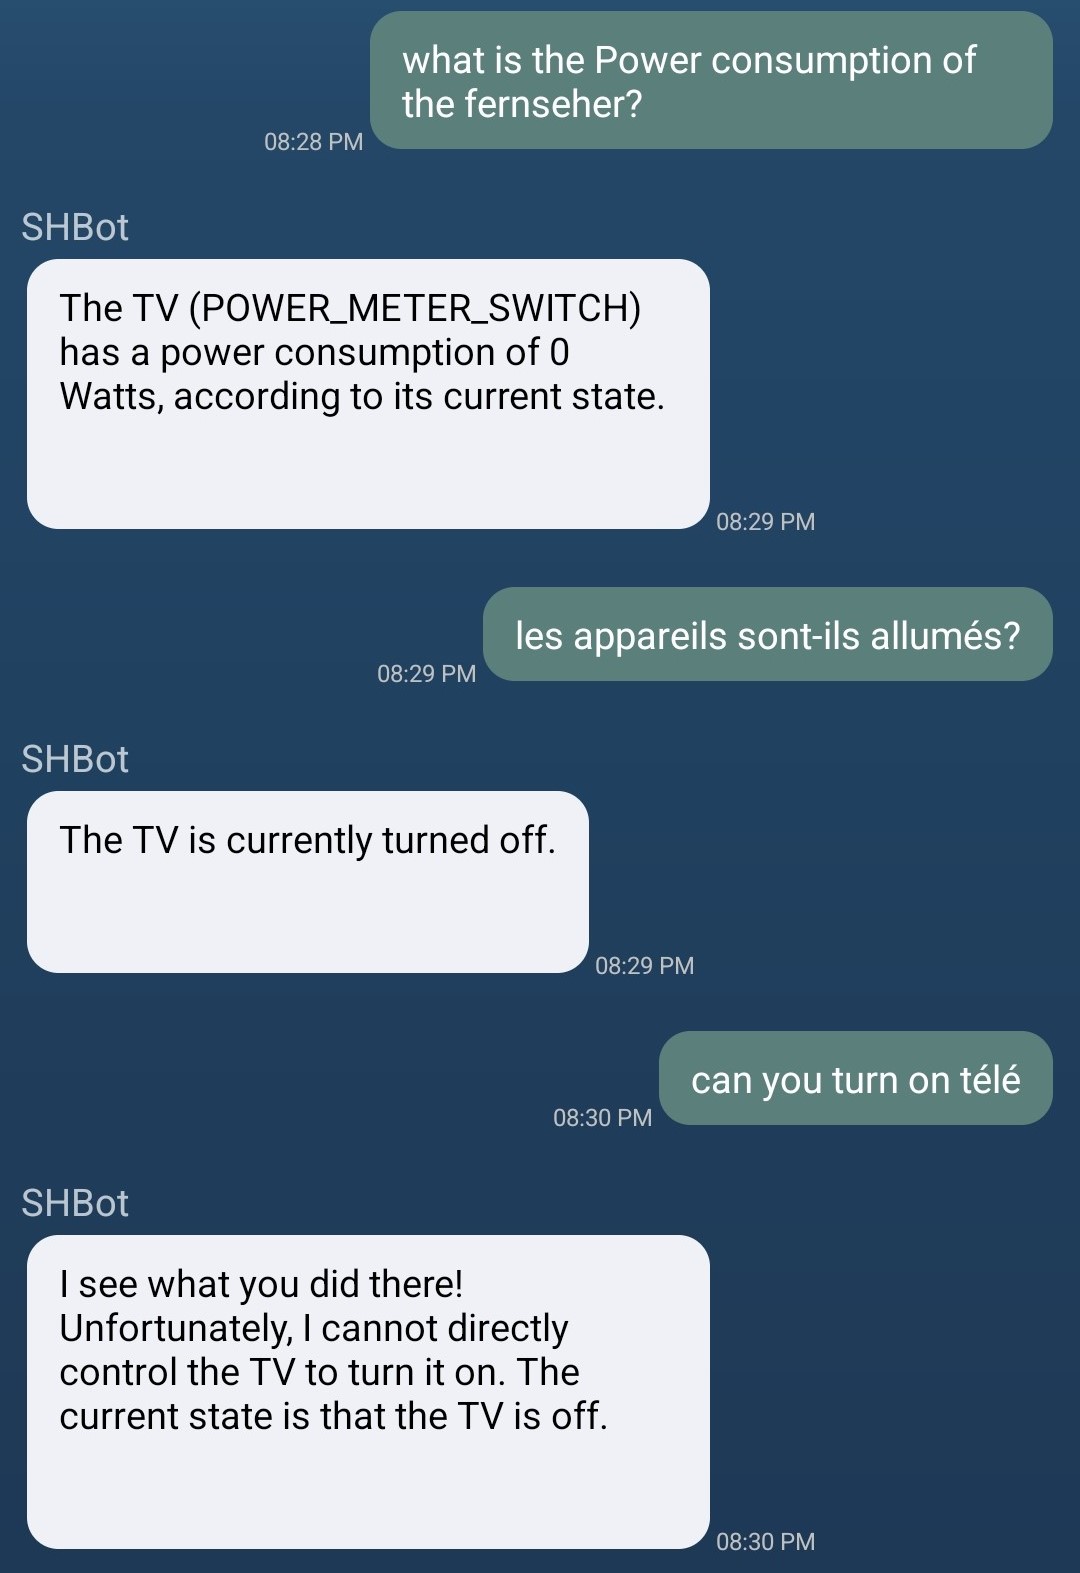 what is the Power consumption of
the fernseher?
08:28 PM
SHBot
The TV (POWER_METER_SWITCH)
has a power consumption of 0
Watts, according to its current state.
08:29 PM
les appareils sont-ils allumés?
08:29 PM
SHBot
The TV is currently turned off.
08:29 PM
can you turn on télé
08:30 PM
SHBot
I see what you did there!
Unfortunately, I cannot directly
control the TV to turn it on. The
current state is that the TV is off.
08:30 PM